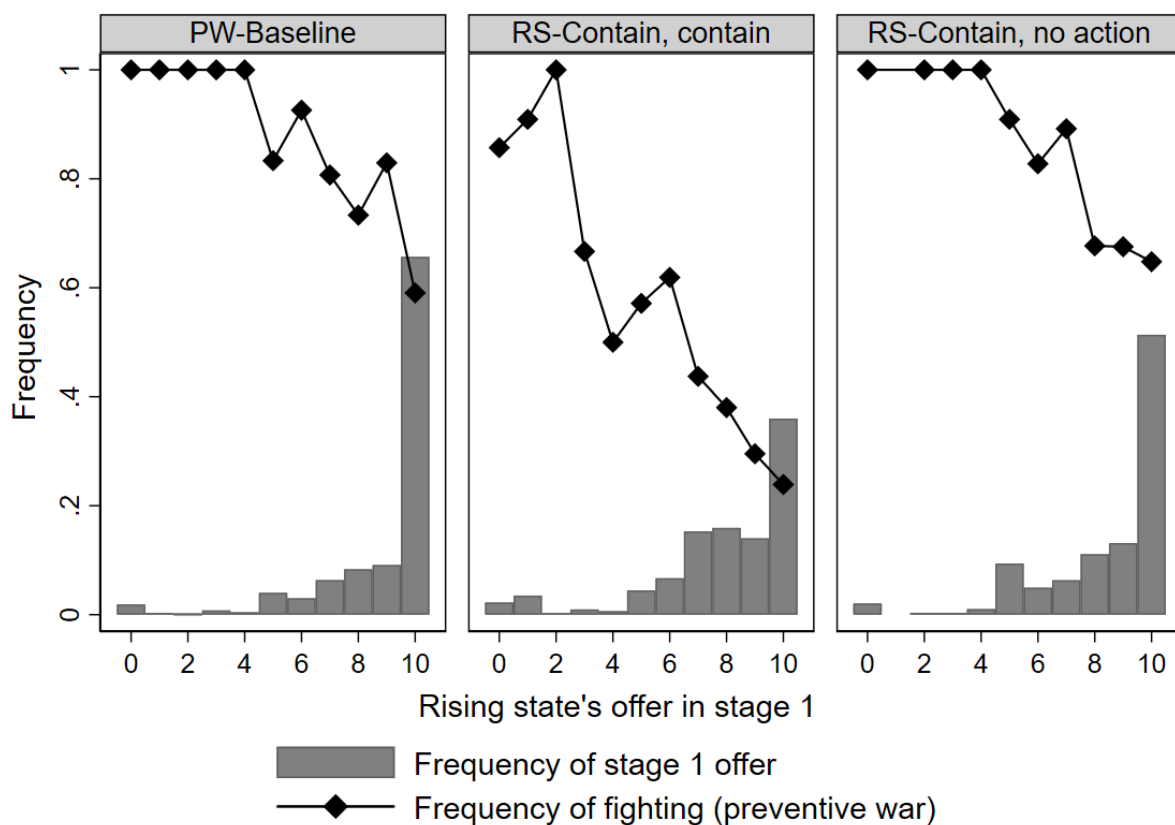 PW-Baseline
RS-Contain, contain
RS-Contain, no action
Frequency
1
.8
.6
.4
.2
0
0 2 4 6 8 10
0 2 4 6 8 10
0 2 4 6 8 10
Rising state's offer in stage 1
Frequency of stage 1 offer
Frequency of fighting (preventive war)